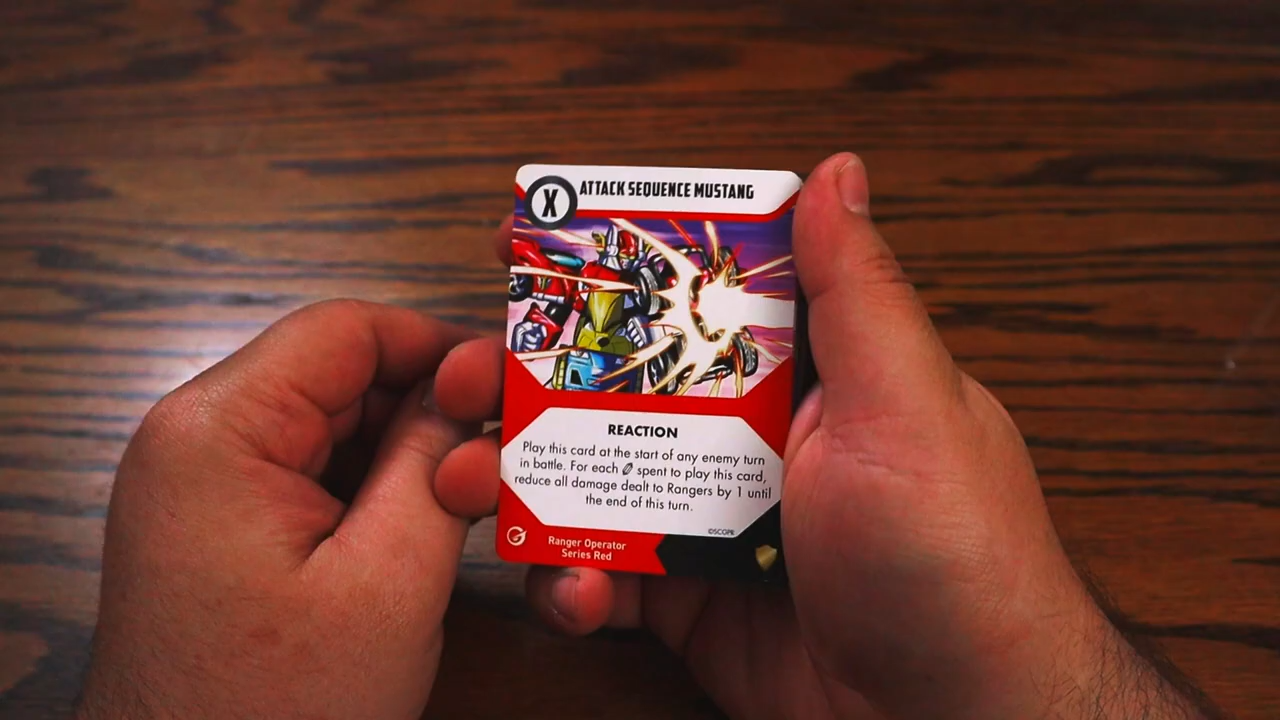 X
ATTACK SEQUENCE MUSTANG
REACTION
Play this card at the start of any enemy turn
in battle. For each spent to play this card,
reduce all damage dealt to Rangers by 1 until
the end of this turn.
©SCOPE
Ranger Operator
Series Red